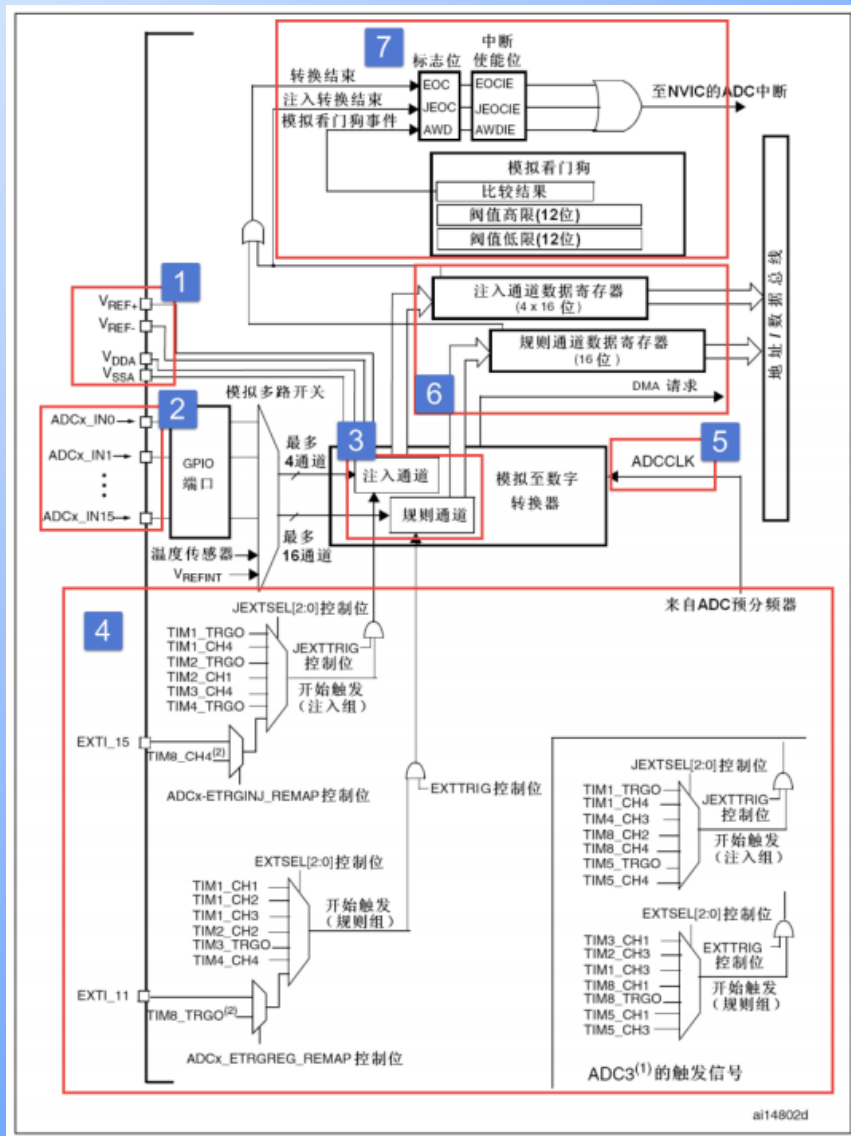 7
中断
标志位
使能位
转换结束
EOC
EOCIE
注入转换结束
JEOC
JEOCIE
至NVIC的ADC中断
模拟看门狗事件
AWD
AWDIE
模拟看门狗
比较结果
阀值高限(12位)
阀值低限(12位)
地址/数据总线
1
VREF+
VREF-
VDDA
VSSA
注入通道数据寄存器
(4 x 16 位)
规则通道数据寄存器
(16 位)
6
DMA 请求
模拟多路开关
2
ADCx_IN0
ADCx_IN1
ADCx_IN15
GPIO
端口
温度传感器
VREFINT
最多
4通道
最多
16通道
3
注入通道
规则通道
模拟至数字
转换器
5
ADCCLK
来自ADC预分频器
4
JEXTSEL[2:0]控制位
TIM1_TRGO
TIM1_CH4
TIM2_TRGO
TIM2_CH1
TIM3_CH4
TIM4_TRGO
JEXTTRIG
控制位
开始触发
(注入组)
EXTI_15
TIM8_CH4(2)
ADCx-ETRGINJ_REMAP控制位
EXTTRIG控制位
EXTSEL[2:0]控制位
TIM1_CH1
TIM1_CH2
TIM1_CH3
TIM2_CH2
TIM3_TRGO
TIM4_CH4
开始触发
(规则组)
EXTI_11
TIM8_TRGO(2)
ADCx_ETRGREG_REMAP控制位
JEXTSEL[2:0]控制位
TIM1_TRGO
TIM1_CH4
TIM4_CH3
TIM8_CH2
TIM8_CH4
TIM5_TRGO
TIM5_CH4
JEXTTRIG
控制位
开始触发
(注入组)
EXTSEL[2:0]控制位
TIM3_CH1
TIM2_CH3
TIM1_CH3
TIM8_CH1
TIM8_TRGO
TIM5_CH1
TIM5_CH3
EXTTRIG
控制位
开始触发
(规则组)
ADC3(1)的触发信号
ai14802d